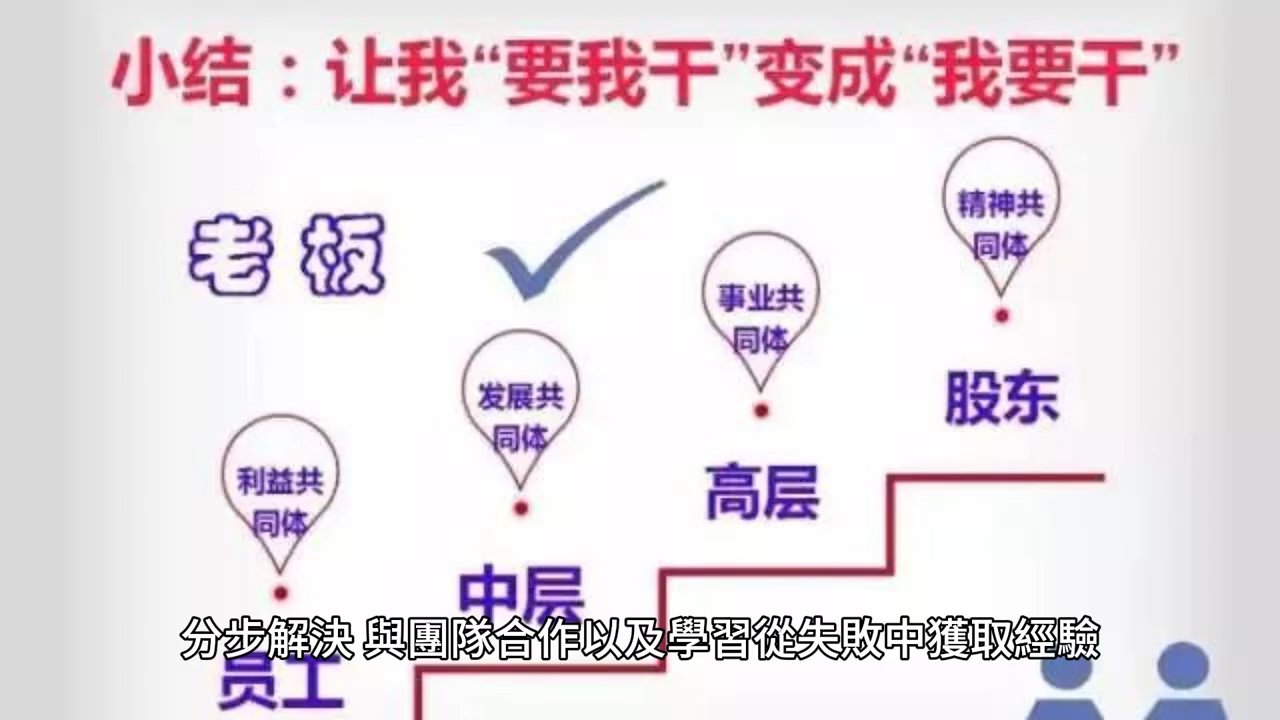 小结：让我“要我干”变成“我要干”
老板
精神共
同体
股东
事业共
同体
高层
发展共
同体
中层
利益共
同体
员工
分步解決 與團隊合作以及學習從失敗中獲取經驗